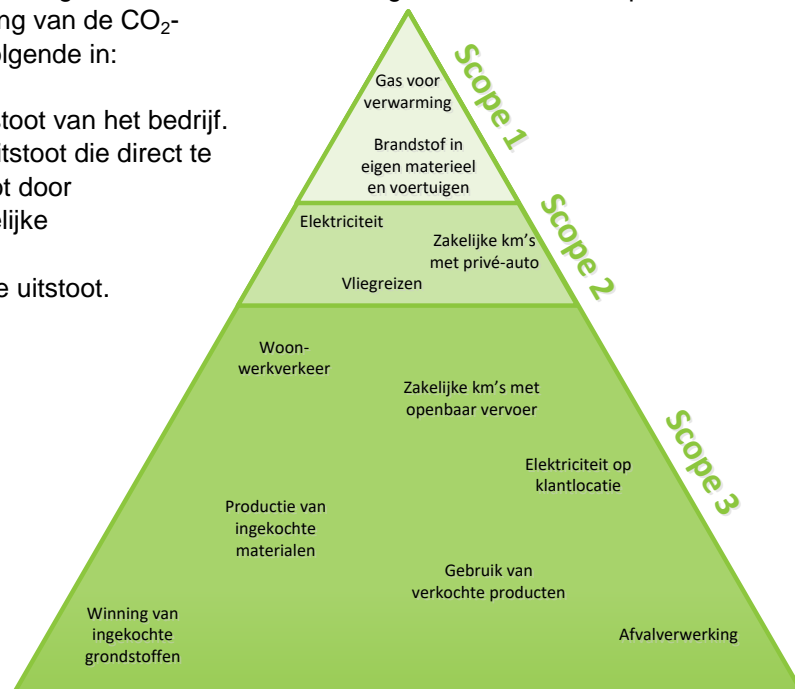 ng van de CO₂-
olgende in:
stoot van het bedrijf.
itstoot die direct te
ot door
elijke
e uitstoot.
Scope 1
Gas voor
verwarming
Brandstof in
eigen materieel
en voertuigen
Scope 2
Elektriciteit
Zakelijke km's
met privé-auto
Vliegreizen
Scope 3
Woon-
werkverkeer
Zakelijke km's met
openbaar vervoer
Elektriciteit op
klantlocatie
Productie van
ingekochte
materialen
Gebruik van
verkochte producten
Winning van
ingekochte
grondstoffen
Afvalverwerking